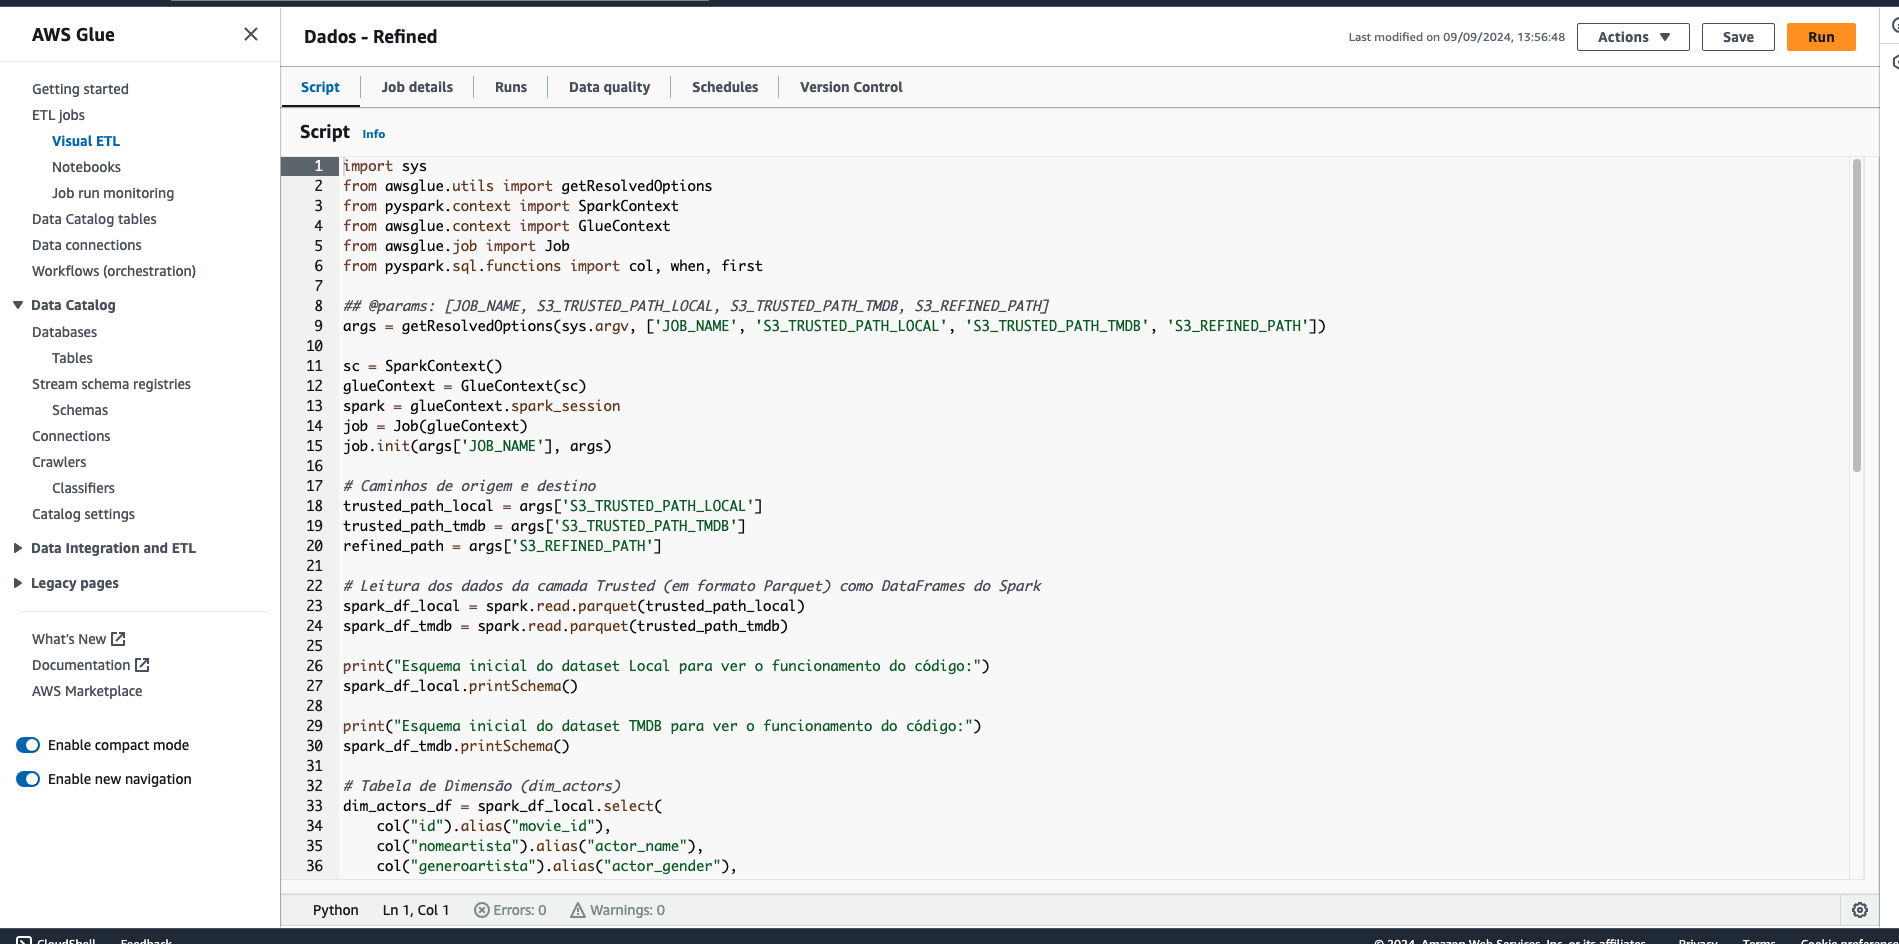 AWS Glue
Getting started
ETL jobs
Visual ETL
Notebooks
Job run monitoring
Data Catalog tables
Data connections
Workflows (orchestration)
Data Catalog
Databases
Tables
Stream schema registries
Schemas
Connections
Crawlers
Classifiers
Catalog settings
Data Integration and ETL
Legacy pages
What's New
Documentation
AWS Marketplace
Enable compact mode
Enable new navigation
Dados - Refined
Last modified on 09/09/2024, 13:56:48
Actions
Save
Run
Script
Job details
Runs
Data quality
Schedules
Version Control
Script Info
1 import sys
2 from awsglue.utils import getResolvedOptions
3 from pyspark.context import SparkContext
4 from awsglue.context import GlueContext
5 from awsglue.job import Job
6 from pyspark.sql.functions import col, when, first
7
8 ## @params: [JOB_NAME, S3_TRUSTED_PATH_LOCAL, S3_TRUSTED_PATH_TMDB, S3_REFINED_PATH]
9 args = getResolvedOptions(sys.argv, ['JOB_NAME', 'S3_TRUSTED_PATH_LOCAL', 'S3_TRUSTED_PATH_TMDB', 'S3_REFINED_PATH'])
10
11 sc = SparkContext()
12 glueContext = GlueContext(sc)
13 spark = glueContext.spark_session
14 job = Job(glueContext)
15 job.init(args['JOB_NAME'], args)
16
17 # Caminhos de origem e destino
18 trusted_path_local = args['S3_TRUSTED_PATH_LOCAL']
19 trusted_path_tmdb = args['S3_TRUSTED_PATH_TMDB']
20 refined_path = args['S3_REFINED_PATH']
21
22 # Leitura dos dados da camada Trusted (em formato Parquet) como DataFrames do Spark
23 spark_df_local = spark.read.parquet(trusted_path_local)
24 spark_df_tmdb = spark.read.parquet(trusted_path_tmdb)
25
26 print("Esquema inicial do dataset Local para ver o funcionamento do código:")
27 spark_df_local.printSchema()
28
29 print("Esquema inicial do dataset TMDB para ver o funcionamento do código:")
30 spark_df_tmdb.printSchema()
31
32 # Tabela de Dimensão (dim_actors)
33 dim_actors_df = spark_df_local.select(
34 col("id").alias("movie_id"),
35 col("nomeartista").alias("actor_name"),
36 col("generoartista").alias("actor_gender"),
Python Ln 1, Col 1 Errors: 0 Warnings: 0
CloudShell Feedback © 2024, Amazon Web Services, Inc. or its affiliates. Privacy Terms Cookie preferences